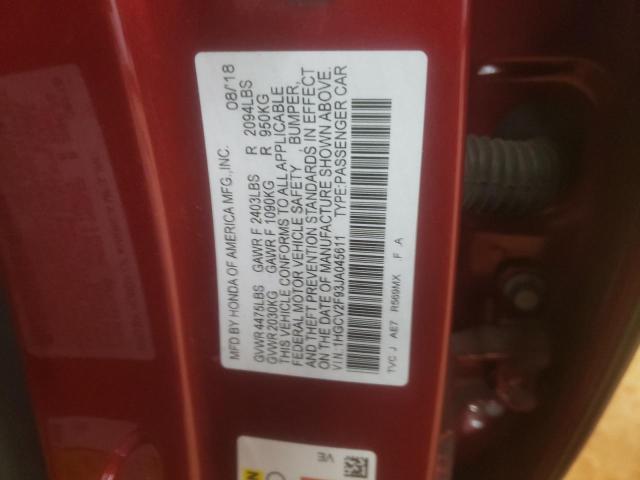 MFD BY HONDA OF AMERICA MFG.,INC. 08/18
GVWR 4475LBS GAWR F 2403LBS R 2094LBS
GVWR 2030KG GAWR F 1090KG R 950KG
THIS VEHICLE CONFORMS TO ALL APPLICABLE
FEDERAL MOTOR VEHICLE SAFETY , BUMPER,
AND THEFT PREVENTION STANDARDS IN EFFECT
ON THE DATE OF MANUFACTURE SHOWN ABOVE.
V.I.N. 1HGCV2F93JA045611 TYPE:PASSENGER CAR
TVC J AE7 R569MX F A
VE